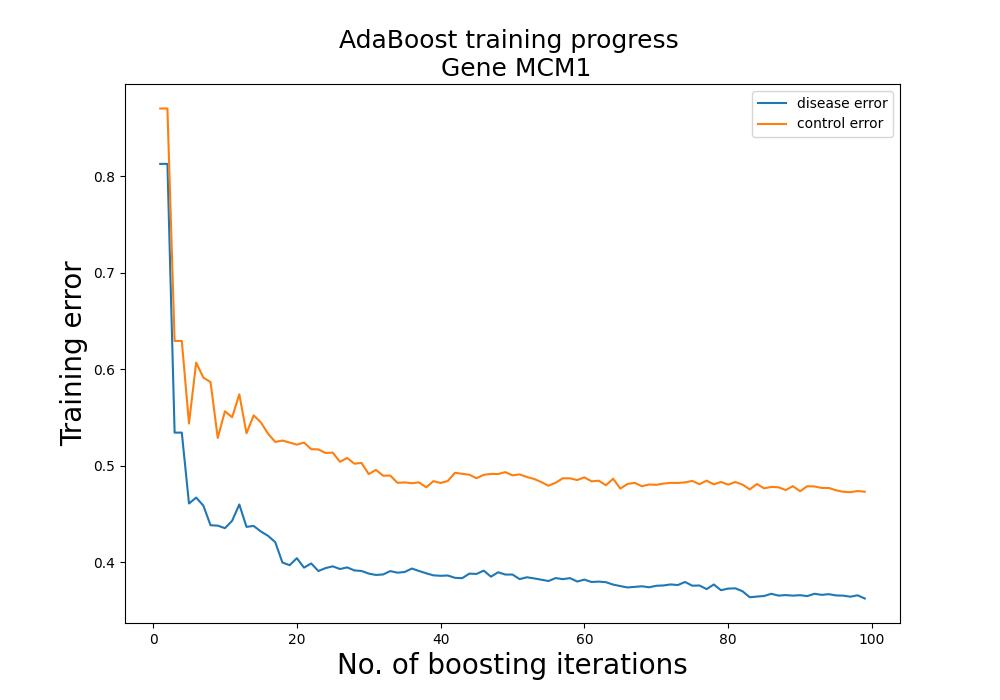 AdaBoost training progress
Gene MCM1
disease error
control error
Training error
0.8
0.7
0.6
0.5
0.4
0
20
40
60
80
100
No. of boosting iterations